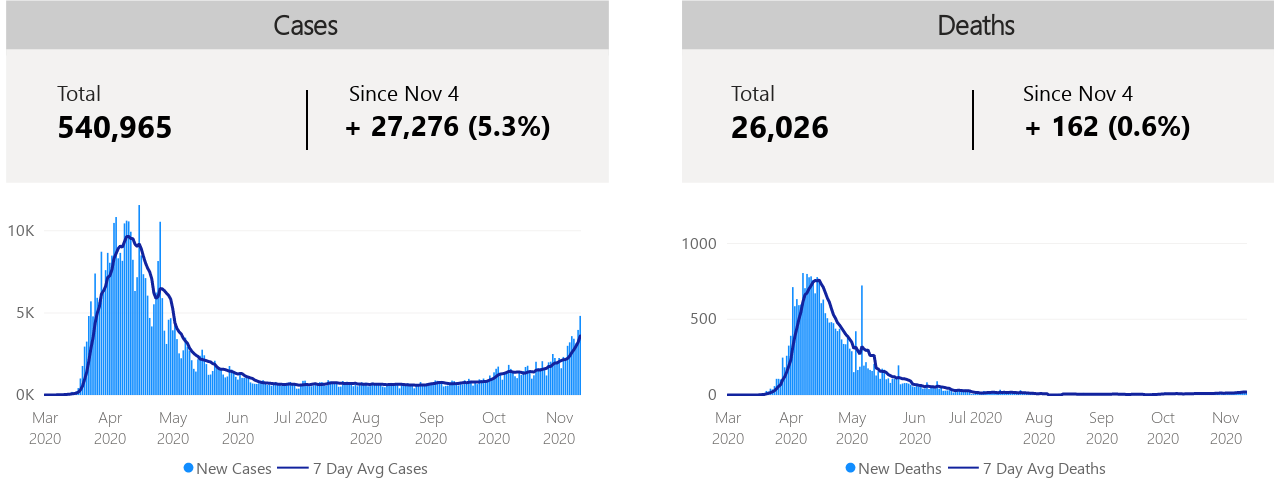 Cases
Total
540,965
Since Nov 4
+ 27,276 (5.3%)
10K
5K
0K
Mar 2020
Apr 2020
May 2020
Jun 2020
Jul 2020
Aug 2020
Sep 2020
Oct 2020
Nov 2020
New Cases
7 Day Avg Cases
Deaths
Total
26,026
Since Nov 4
+ 162 (0.6%)
1000
500
0
Mar 2020
Apr 2020
May 2020
Jun 2020
Jul 2020
Aug 2020
Sep 2020
Oct 2020
Nov 2020
New Deaths
7 Day Avg Deaths